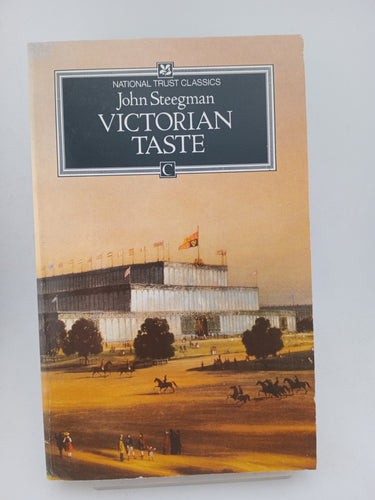 NATIONAL TRUST CLASSICS
John Steegman
VICTORIAN
TASTE
C